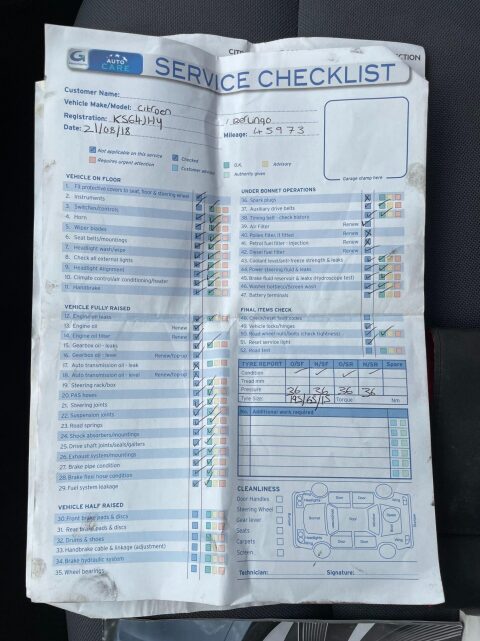 AUTO
CARE
SERVICE CHECKLIST
Customer Name:
Vehicle Make/Model: Citroen Berlingo
Registration: KS64JHY
Date: 21/08/18
Mileage: 45973
Not applicable on this service
Checked
Requires urgent attention
Customer advised
O.K.
Advisory
Authority given
Garage stamp here
VEHICLE ON FLOOR
1. Fit protective covers to seat, floor & steering wheel
2. Instruments
3. Switches/controls
4. Horn
5. Wiper blades
6. Seat belts/mountings
7. Headlight wash/wipe
8. Check all external lights
9. Headlight alignment
10. Climate control/air conditioning/heater
11. Handbrake
VEHICLE FULLY RAISED
12. Engine oil leaks
13. Engine oil Renew
14. Engine oil filter Renew
15. Gearbox oil - leaks
16. Gearbox oil - level Renew/top-up
17. Auto transmission oil - leak
18. Auto transmission oil - level Renew/top-up
19. Steering rack/box
20. PAS hoses
21. Steering joints
22. Suspension joints
23. Road springs
24. Shock absorbers/mountings
25. Drive shaft joints/seals/gaiters
26. Exhaust system/mountings
27. Brake pipe condition
28. Brake flexi hose condition
29. Fuel system leakage
VEHICLE HALF RAISED
30. Front brake pads & discs
31. Rear brake pads & discs
32. Drums & shoes
33. Handbrake cable & linkage (adjustment)
34. Brake hydraulic system
35. Wheel bearings
UNDER BONNET OPERATIONS
36. Spark plugs
37. Auxiliary drive belts
38. Timing belt - check history
39. Air Filter Renew
40. Pollen filter, if fitted Renew
41. Petrol fuel filter - injection Renew
42. Diesel fuel filter Renew
43. Coolant level/anti-freeze strength & leaks
44. Power steering fluid & leaks
45. Brake fluid reservoir & leaks (hydroscope test)
46. Washer bottles/Screen wash
47. Battery terminals
FINAL ITEMS CHECK
48. Check/reset fault codes
49. Vehicle locks/hinges
50. Road wheel nuts/bolts (check tightness)
51. Reset service light
52. Road test
TYRE REPORT O/SF N/SF O/SR N/SR Spare
Condition
Tread mm
Pressure 36 36 36 36
Tyre Size: 195/65/15 Torque Nm
No. Additional work required
CLEANLINESS
Door Handles
Steering Wheel
Gear lever
Seats
Carpets
Screen
Technician: Signature: